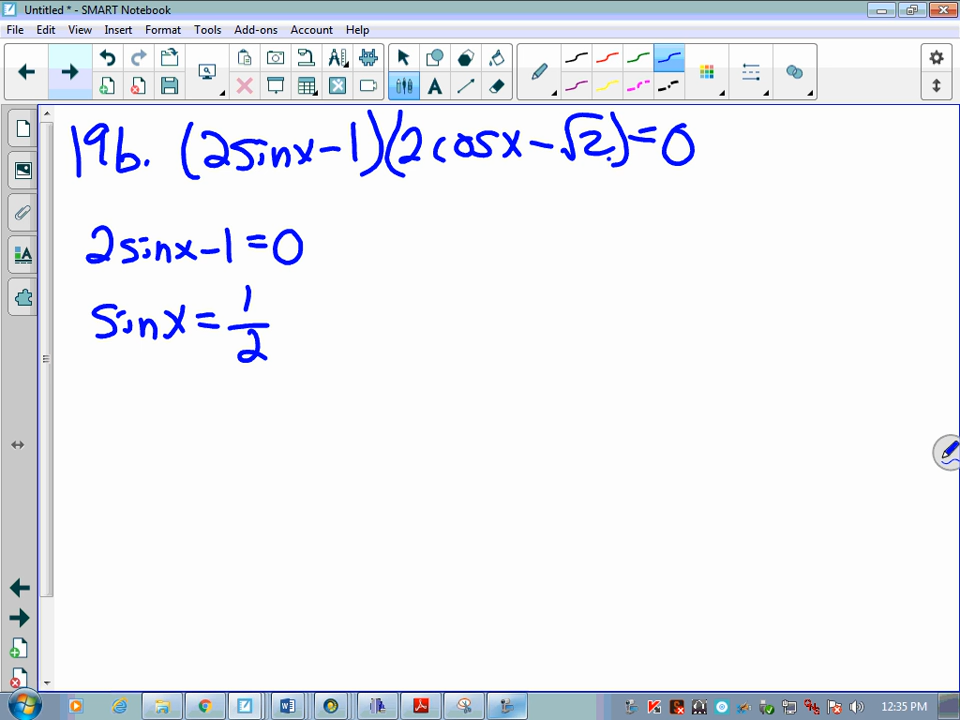 Untitled * - SMART Notebook
File Edit View Insert Format Tools Add-ons Account Help
19b. (2sinx-1)(2cosx-√2)=0
2sinx-1=0
sinx=1/2
12:35 PM